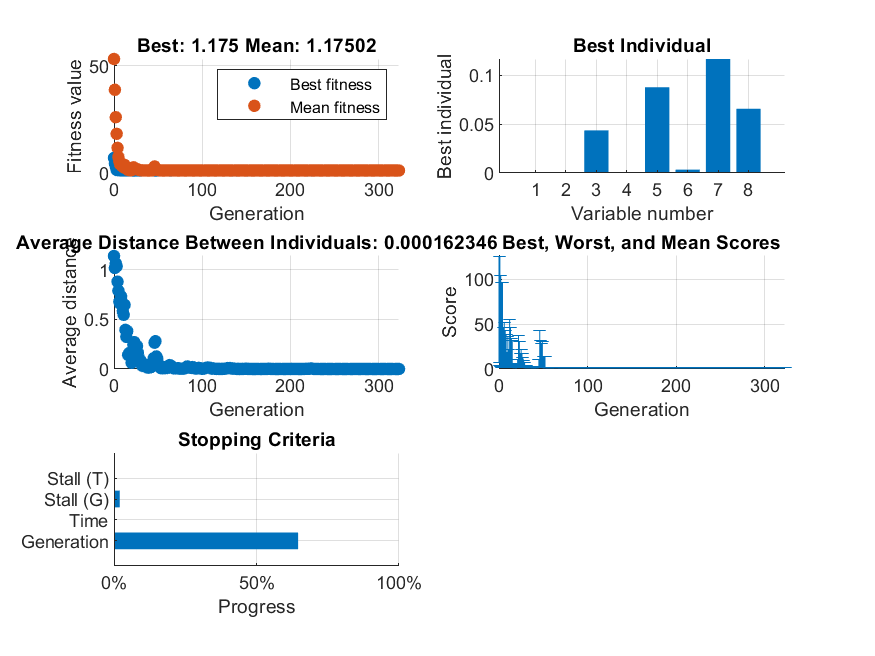 Best: 1.175 Mean: 1.17502
Fitness value
50
0
Best fitness
Mean fitness
0 100 200 300
Generation
Best Individual
Best individual
0.1
0.05
0
1 2 3 4 5 6 7 8
Variable number
Average Distance Between Individuals: 0.000162346
Average distance
1
0.5
0
0 100 200 300
Generation
Best, Worst, and Mean Scores
Score
100
50
0
0 100 200 300
Generation
Stopping Criteria
Stall (T)
Stall (G)
Time
Generation
0% 50% 100%
Progress